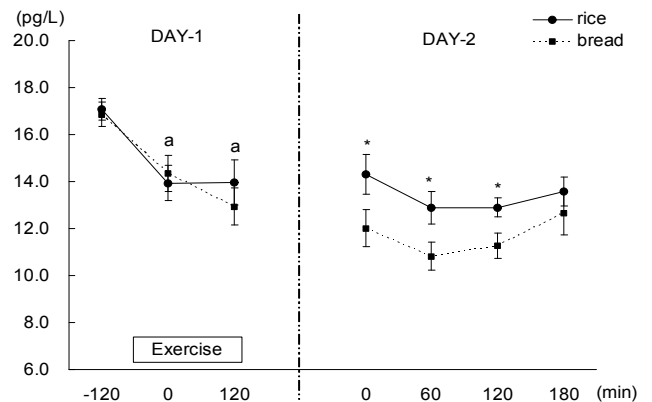 (pg/L)
rice
bread
DAY-1
DAY-2
20.0
18.0
16.0
14.0
12.0
10.0
8.0
6.0
a
a
*
*
*
Exercise
-120 0 120 0 60 120 180 (min)